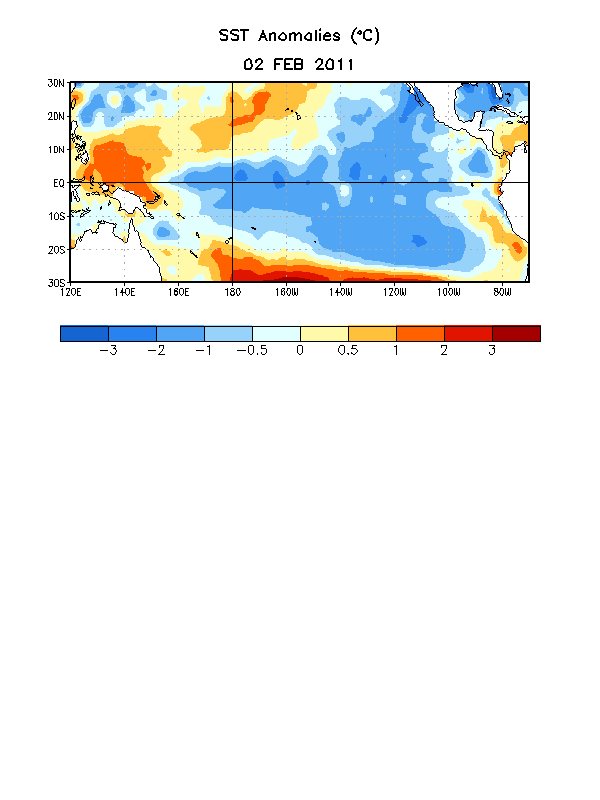 SST Anomalies (°C)
02 FEB 2011
30N
20N
10N
EQ
10S
20S
30S
120E 140E 160E 180 160W 140W 120W 100W 80W
−3 −2 −1 −0.5 0 0.5 1 2 3